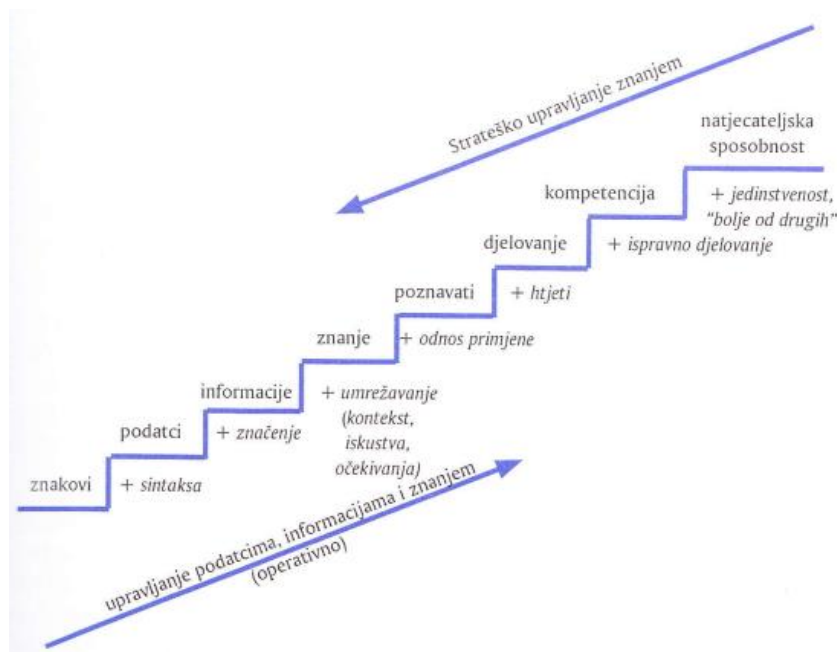 Strateško upravljanje znanjem
natjecateljska
sposobnost
kompetencija
+ jedinstvenost,
"bolje od drugih"
djelovanje
+ ispravno djelovanje
poznavati
+ htjeti
znanje
+ odnos primjene
informacije
+ umrežavanje
(kontekst,
iskustva,
očekivanja)
podatci
+ značenje
znakovi
+ sintaksa
upravljanje podatcima, informacijama i znanjem
(operativno)